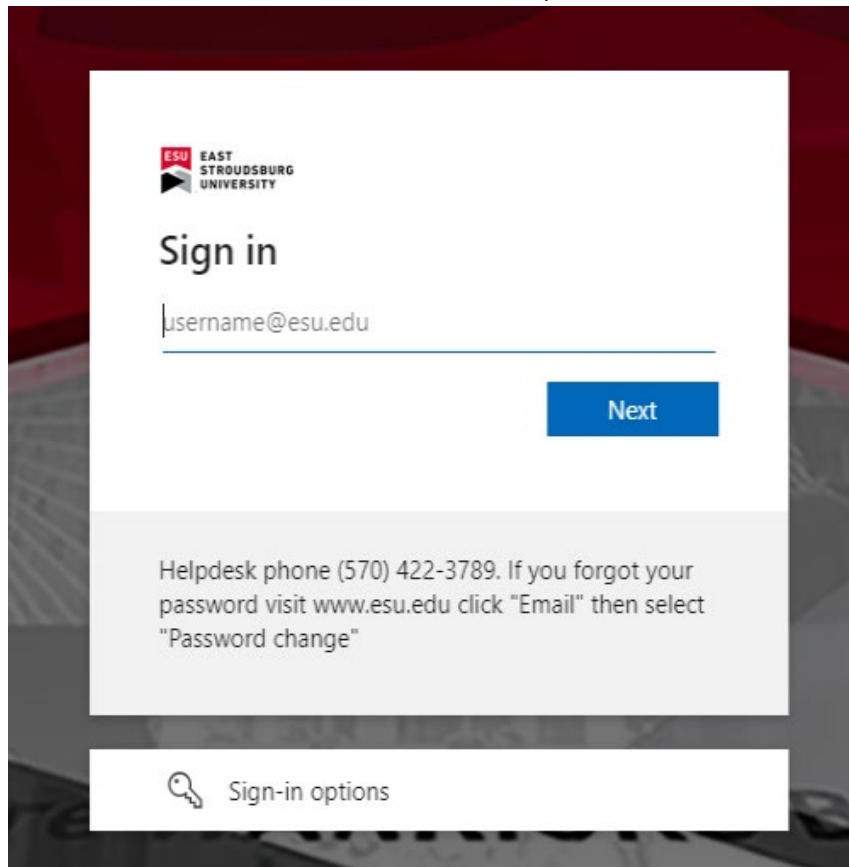 ESU EAST
STROUDSBURG
UNIVERSITY
Sign in
username@esu.edu
Next
Helpdesk phone (570) 422-3789. If you forgot your
password visit www.esu.edu click "Email" then select
"Password change"
Sign-in options